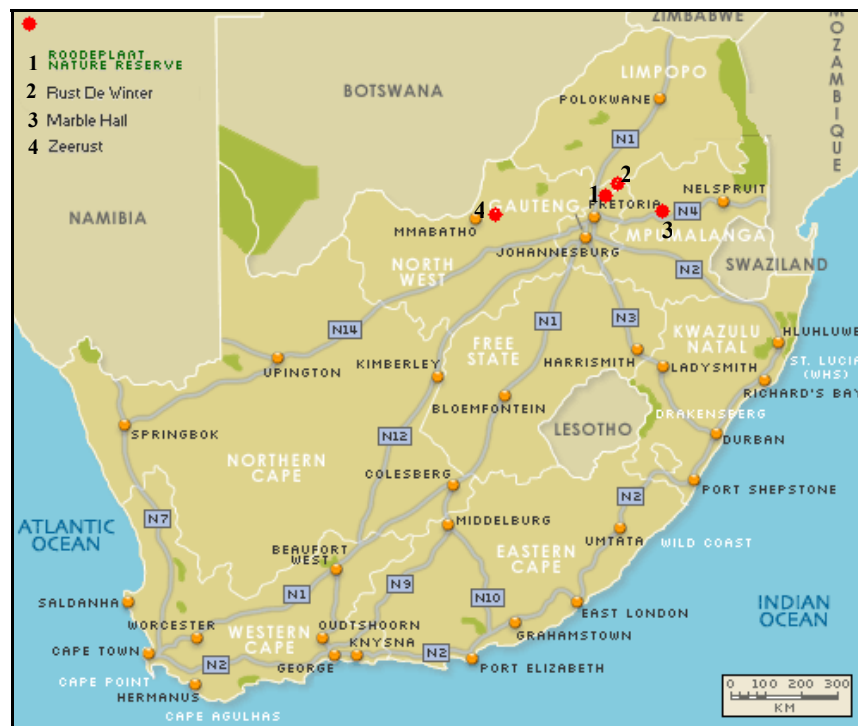 1 ROODEPLAAT
NATURE RESERVE
2 Rust De Winter
3 Marble Hall
4 Zeerust
ZIMBABWE
MOZAMBIQUE
BOTSWANA
LIMPOPO
POLOKWANE
N1
NAMIBIA
2
1
GAUTENG
PRETORIA
NELSPRUIT
4
N4
MMABATHO
3
MPUMALANGA
JOHANNESBURG
NORTH
WEST
N2
SWAZILAND
N14
N1
N3
FREE
STATE
KWAZULU
NATAL
HLUHLUWE
UPINGTON
KIMBERLEY
HARRISMITH
LADYSMITH
ST. LUCIA
(WHS)
RICHARD'S BAY
BLOEMFONTEIN
DRAKENSBERG
SPRINGBOK
N12
LESOTHO
DURBAN
NORTHERN
CAPE
COLESBERG
PORT SHEPSTONE
N2
N7
ATLANTIC
OCEAN
MIDDELBURG
UMTATA
WILD COAST
BEAUFORT
WEST
EASTERN
CAPE
N9
N1
N10
SALDANHA
EAST LONDON
INDIAN
OCEAN
WORCESTER
OUDTSHOORN
GRAHAMSTOWN
WESTERN
CAPE
KNYSNA
CAPE TOWN
N2
GEORGE
N2
PORT ELIZABETH
CAPE POINT
HERMANUS
CAPE AGULHAS
0 100 200 300
KM